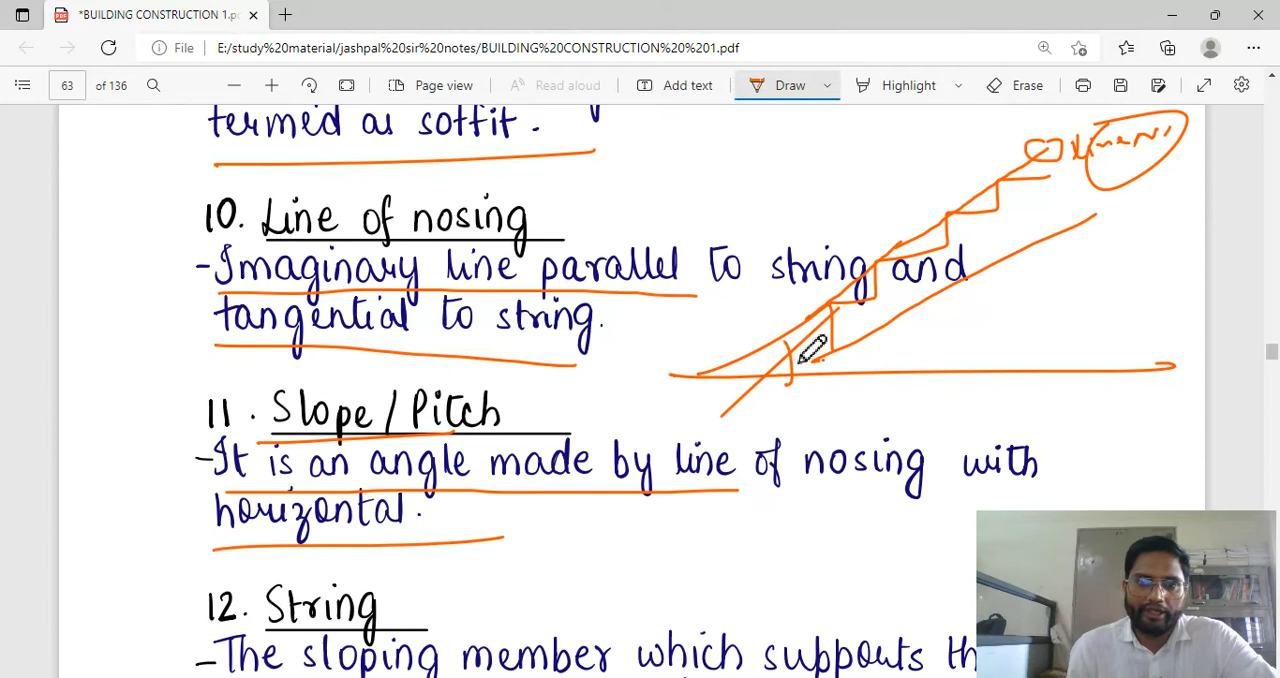 *BUILDING CONSTRUCTION 1.p
File E:/study%20material/jashpal%20sir%20notes/BUILDING%20CONSTRUCTION%20%201.pdf
63 of 136 Page view Read aloud Add text Draw Highlight Erase
termed as soffit.
10. Line of nosing
-Imaginary line parallel to string and
tangential to string.
11. Slope/Pitch
-It is an angle made by line of nosing with
horizontal.
12. String
-The sloping member which supports th